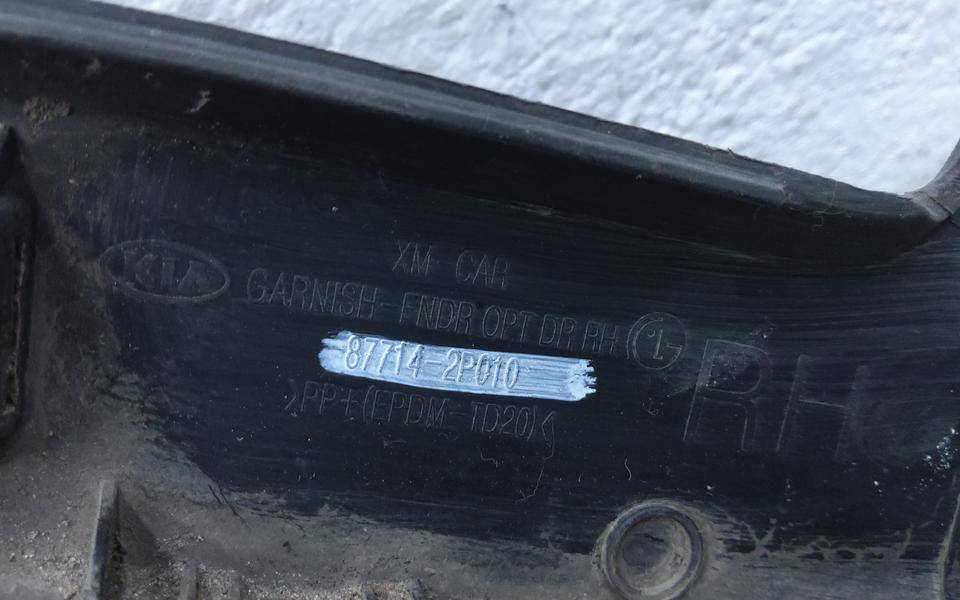 XM CAR
KIA
GARNISH-FNDR OPT DR RH
87714-2P010
RH
>PP+(EPDM-TD20)<